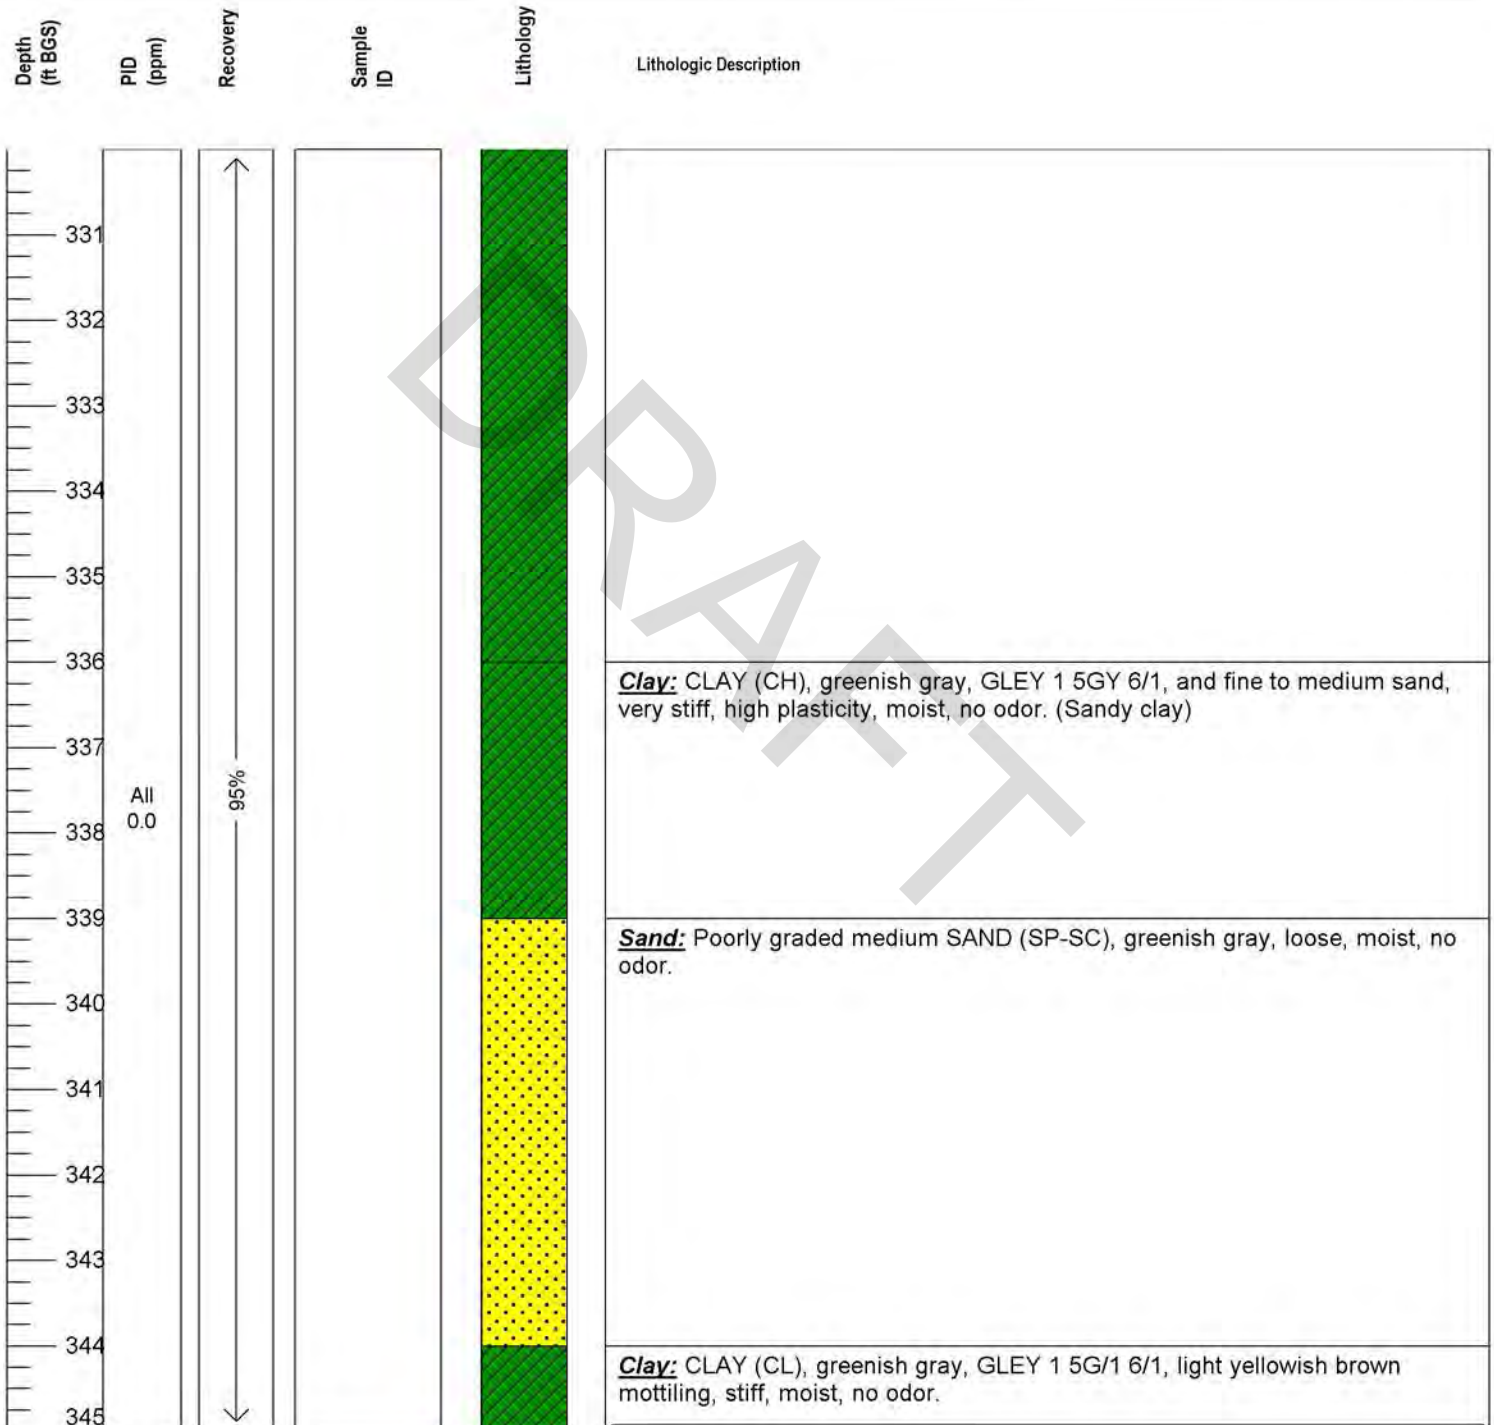 Depth
(ft BGS)
PID
(ppm)
Recovery
Sample
ID
Lithology
Lithologic Description
331
332
333
334
335
336
Clay: CLAY (CH), greenish gray, GLEY 1 5GY 6/1, and fine to medium sand,
very stiff, high plasticity, moist, no odor. (Sandy clay)
337
All
0.0
95%
338
339
Sand: Poorly graded medium SAND (SP-SC), greenish gray, loose, moist, no
odor.
340
341
342
343
344
Clay: CLAY (CL), greenish gray, GLEY 1 5G/1 6/1, light yellowish brown
mottiling, stiff, moist, no odor.
345
DRAFT